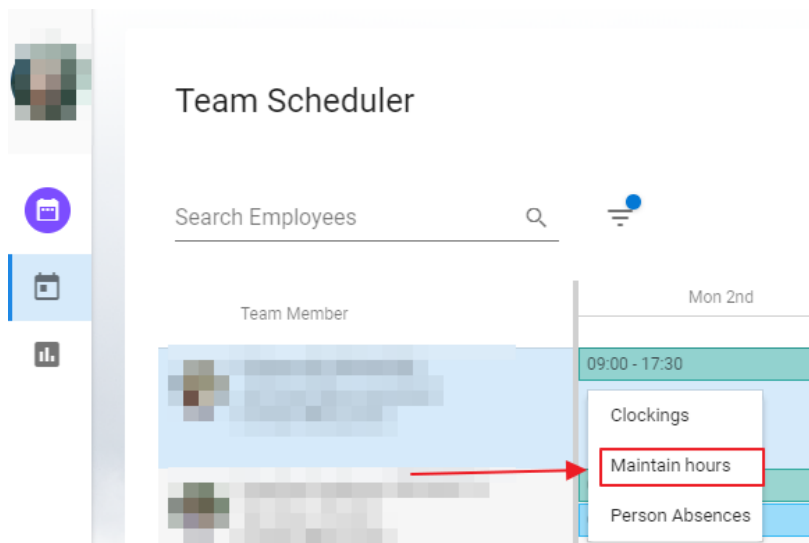 Team Scheduler
Search Employees
Team Member
Mon 2nd
09:00 - 17:30
Clockings
Maintain hours
Person Absences